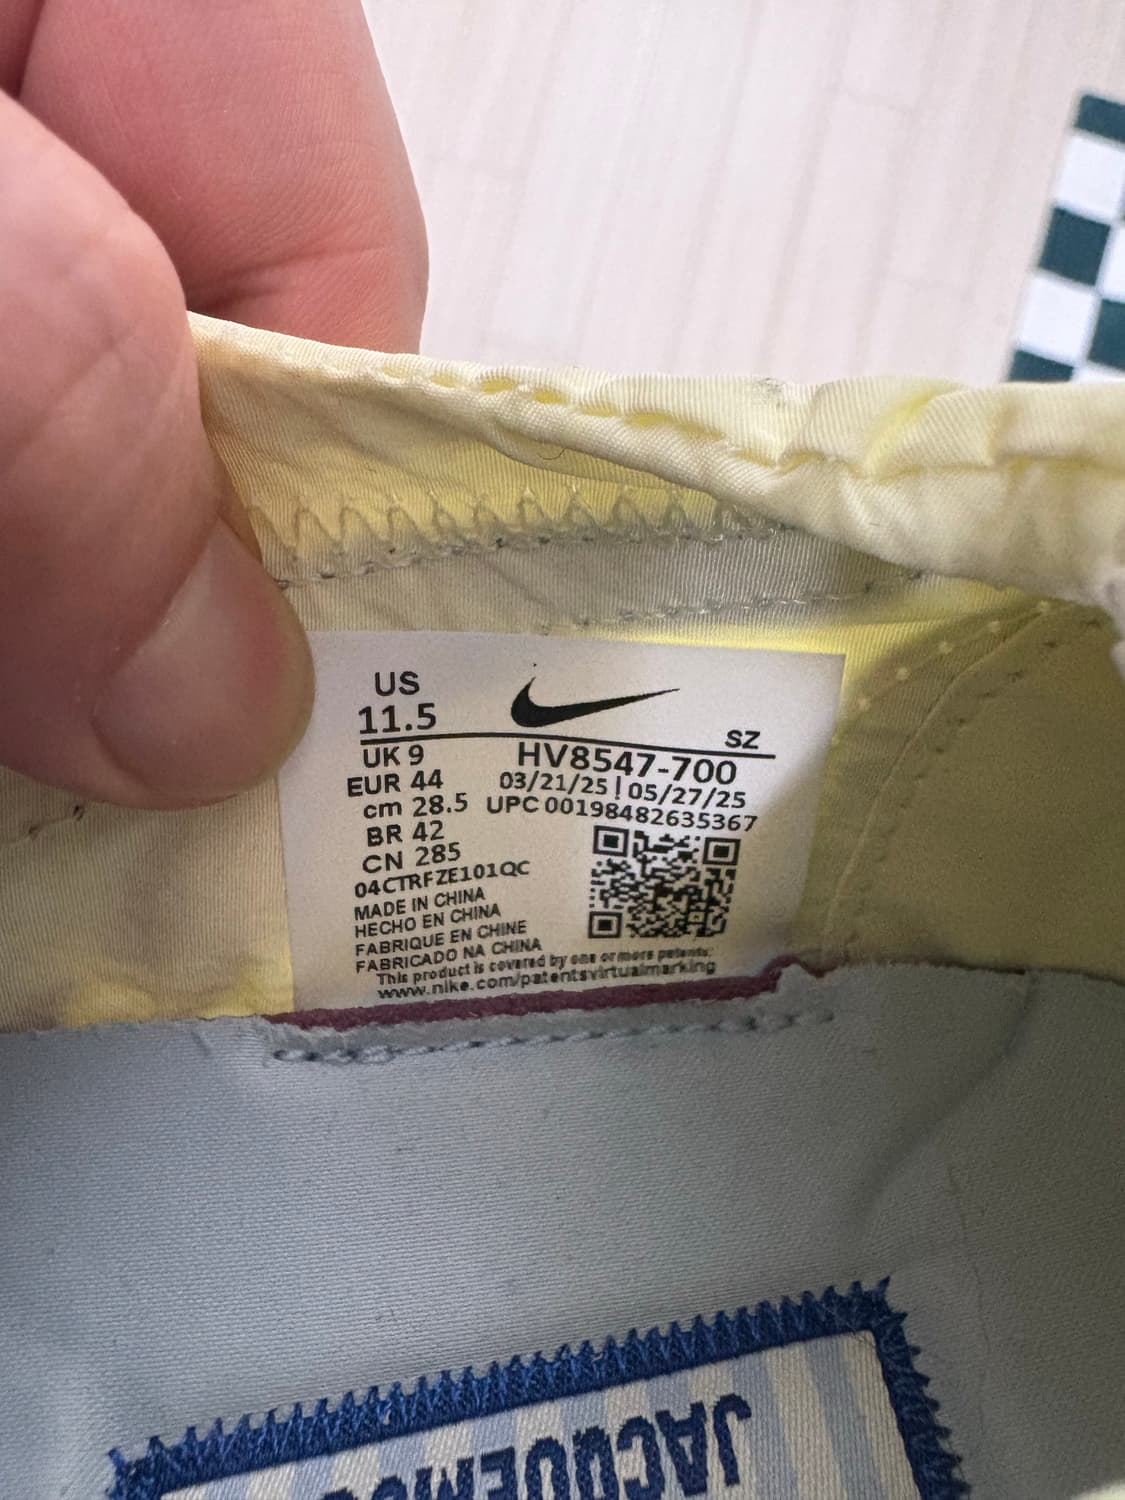 US
11.5
SZ
UK 9
HV8547-700
EUR 44
03/21/25 | 05/27/25
cm 28.5
UPC 00198482635367
BR 42
CN 285
04CTRFZE101QC
MADE IN CHINA
HECHO EN CHINA
FABRIQUE EN CHINE
FABRICADO NA CHINA
This product is covered by one or more patents:
www.nike.com/patentsvirtualmarking